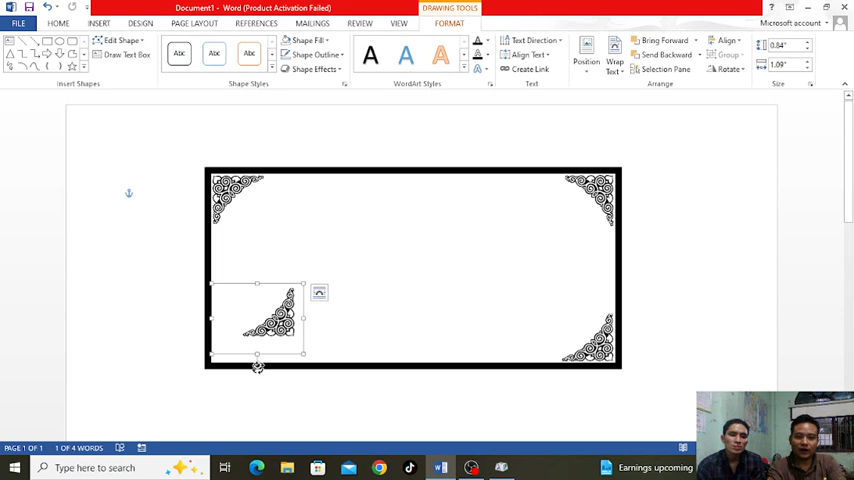 Document1 - Word (Product Activation Failed)
DRAWING TOOLS
FILE HOME INSERT DESIGN PAGE LAYOUT REFERENCES MAILINGS REVIEW VIEW FORMAT Microsoft account
Edit Shape
Draw Text Box
Insert Shapes
Abc Abc Abc
Shape Fill
Shape Outline
Shape Effects
Shape Styles
A A A
A
A
A
WordArt Styles
Text Direction
Align Text
Create Link
Text
Position
Wrap
Text
Bring Forward
Send Backward
Selection Pane
Align
Group
Rotate
Arrange
0.84"
1.09"
Size
PAGE 1 OF 1 1 OF 4 WORDS
Type here to search
Earnings upcoming